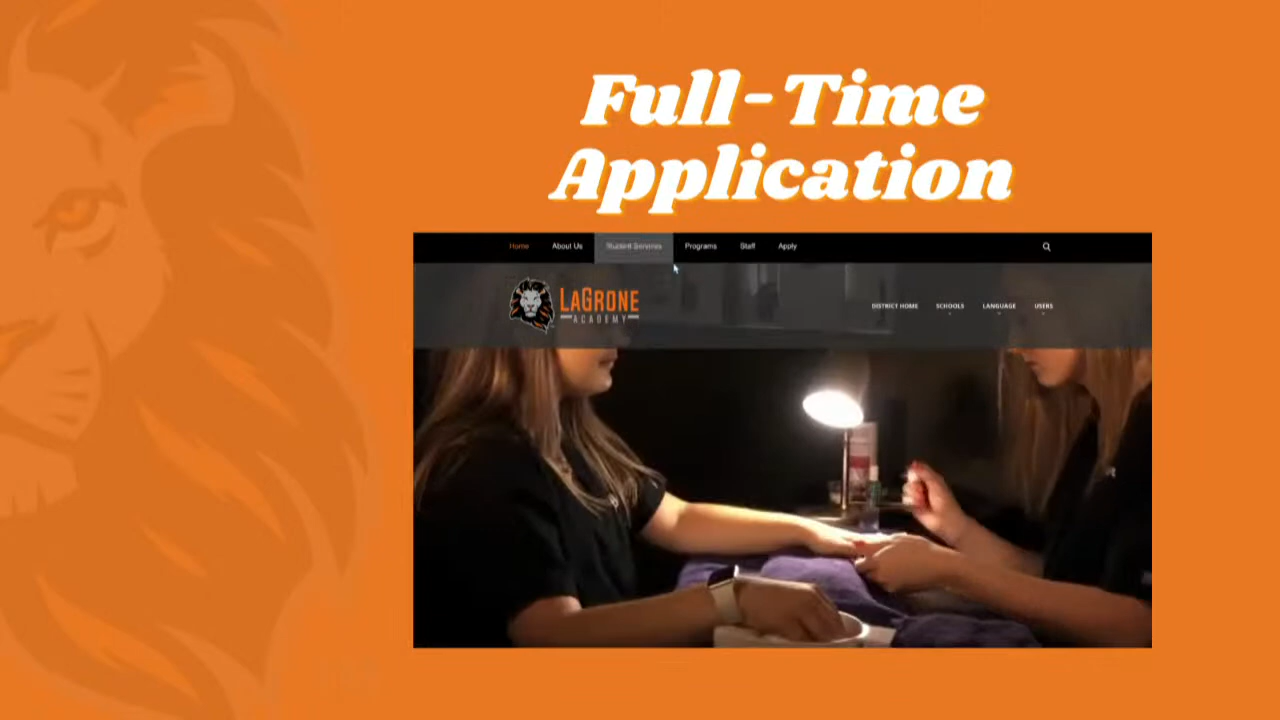 Full-Time
Application
Home About Us Student Services Programs Staff Apply
LAGRONE
ACADEMY
DISTRICT HOME SCHOOLS LANGUAGE USERS